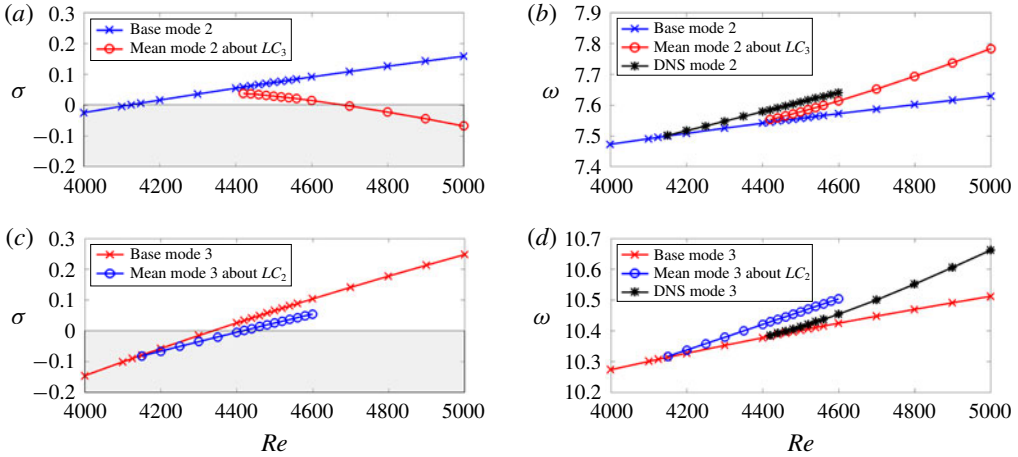 (a)
0.3
0.2
0.1
0
−0.1
−0.2
σ
Base mode 2
Mean mode 2 about LC3
4000 4200 4400 4600 4800 5000
(b)
7.9
7.8
7.7
7.6
7.5
7.4
ω
Base mode 2
Mean mode 2 about LC3
DNS mode 2
4000 4200 4400 4600 4800 5000
(c)
0.3
0.2
0.1
0
−0.1
−0.2
σ
Base mode 3
Mean mode 3 about LC2
4000 4200 4400 4600 4800 5000
Re
(d)
10.7
10.6
10.5
10.4
10.3
10.2
ω
Base mode 3
Mean mode 3 about LC2
DNS mode 3
4000 4200 4400 4600 4800 5000
Re